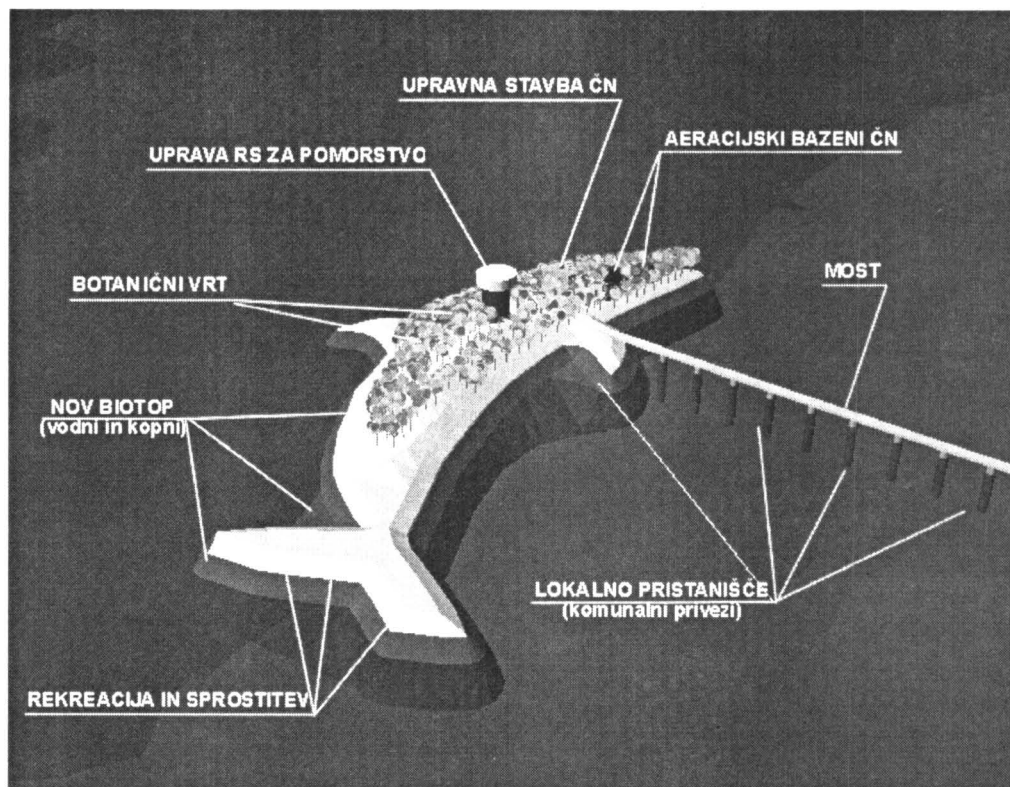 UPRAVNA STAVBA ČN
UPRAVA RS ZA POMORSTVO
AERACIJSKI BAZENI ČN
BOTANIČNI VRT
MOST
NOV BIOTOP
(vodni in kopni)
LOKALNO PRISTANIŠČE
(komunalni privezi)
REKREACIJA IN SPROSTITEV